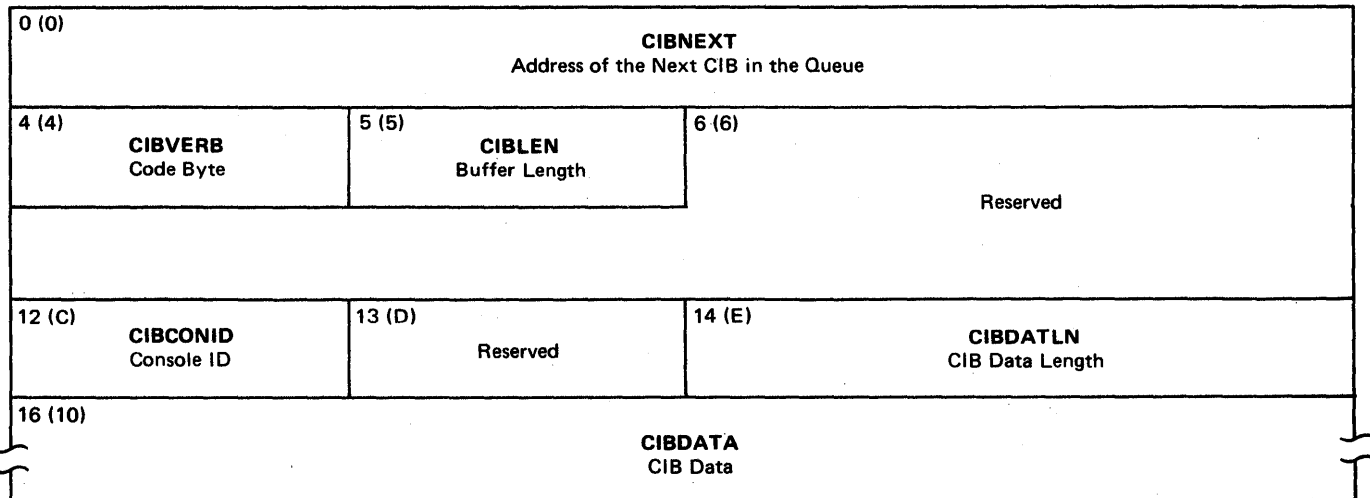 0 (0)
CIBNEXT
Address of the Next CIB in the Queue
4 (4)
CIBVERB
Code Byte
5 (5)
CIBLEN
Buffer Length
6 (6)
Reserved
12 (C)
CIBCONID
Console ID
13 (D)
Reserved
14 (E)
CIBDATLN
CIB Data Length
16 (10)
CIBDATA
CIB Data